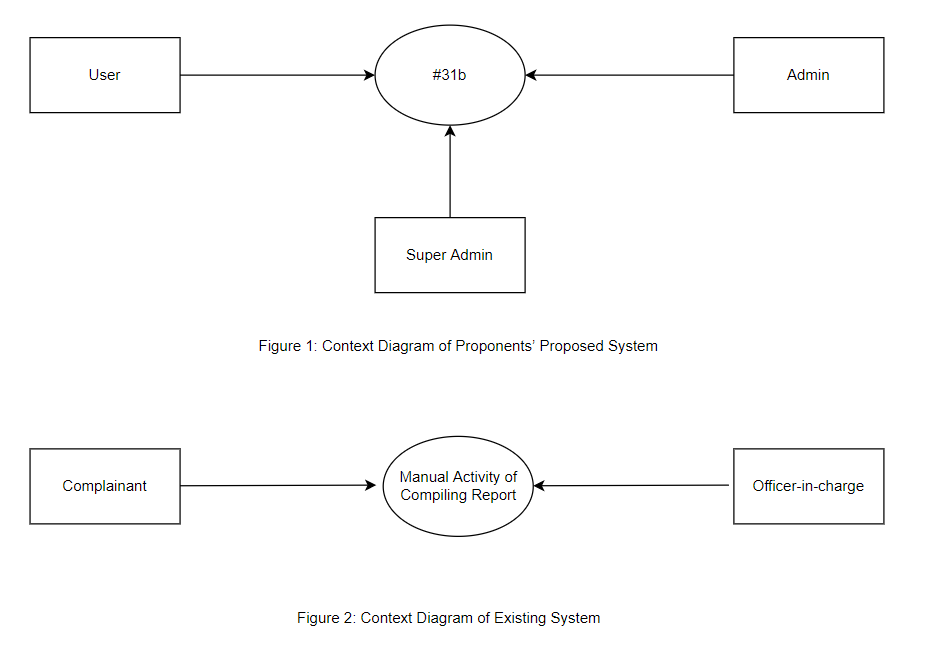 User
#31b
Admin
Super Admin
Figure 1: Context Diagram of Proponents’ Proposed System
Complainant
Manual Activity of
Compiling Report
Officer-in-charge
Figure 2: Context Diagram of Existing System